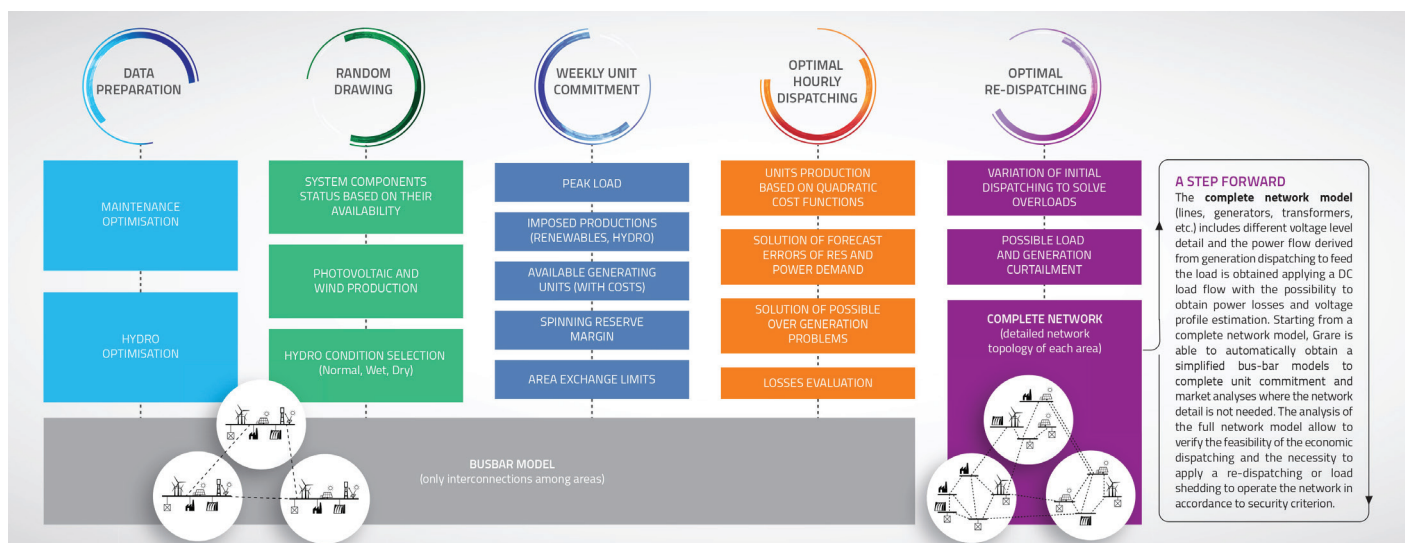 DATA
PREPARATION
MAINTENANCE
OPTIMISATION
HYDRO
OPTIMISATION
RANDOM
DRAWING
SYSTEM COMPONENTS
STATUS BASED ON THEIR
AVAILABILITY
PHOTOVOLTAIC AND
WIND PRODUCTION
HYDRO CONDITION SELECTION
(Normal, Wet, Dry)
WEEKLY UNIT
COMMITMENT
PEAK LOAD
IMPOSED PRODUCTIONS
(RENEWABLES, HYDRO)
AVAILABLE GENERATING
UNITS (WITH COSTS)
SPINNING RESERVE
MARGIN
AREA EXCHANGE LIMITS
OPTIMAL
HOURLY
DISPATCHING
UNITS PRODUCTION
BASED ON QUADRATIC
COST FUNCTIONS
SOLUTION OF FORECAST
ERRORS OF RES AND
POWER DEMAND
SOLUTION OF POSSIBLE
OVER GENERATION
PROBLEMS
LOSSES EVALUATION
BUSBAR MODEL
(only interconnections among areas)
OPTIMAL
RE-DISPATCHING
VARIATION OF INITIAL
DISPATCHING TO SOLVE
OVERLOADS
POSSIBLE LOAD
AND GENERATION
CURTAILMENT
COMPLETE NETWORK
(detailed network
topology of each area)
A STEP FORWARD
The complete network model
(lines, generators, transformers,
etc.) includes different voltage level
detail and the power flow derived
from generation dispatching to feed
the load is obtained applying a DC
load flow with the possibility to
obtain power losses and voltage
profile estimation. Starting from a
complete network model, Grare is
able to automatically obtain a
simplified bus-bar models to
complete unit commitment and
market analyses where the network
detail is not needed. The analysis of
the full network model allow to
verify the feasibility of the economic
dispatching and the necessity to
apply a re-dispatching or load
shedding to operate the network in
accordance to security criterion.